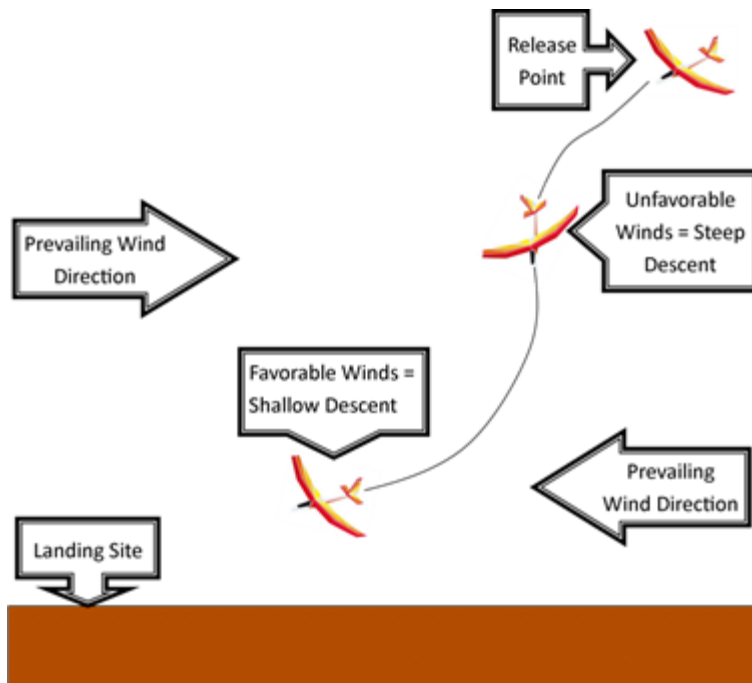 Release
Point
Unfavorable
Winds = Steep
Descent
Prevailing Wind
Direction
Favorable Winds =
Shallow Descent
Prevailing
Wind Direction
Landing Site